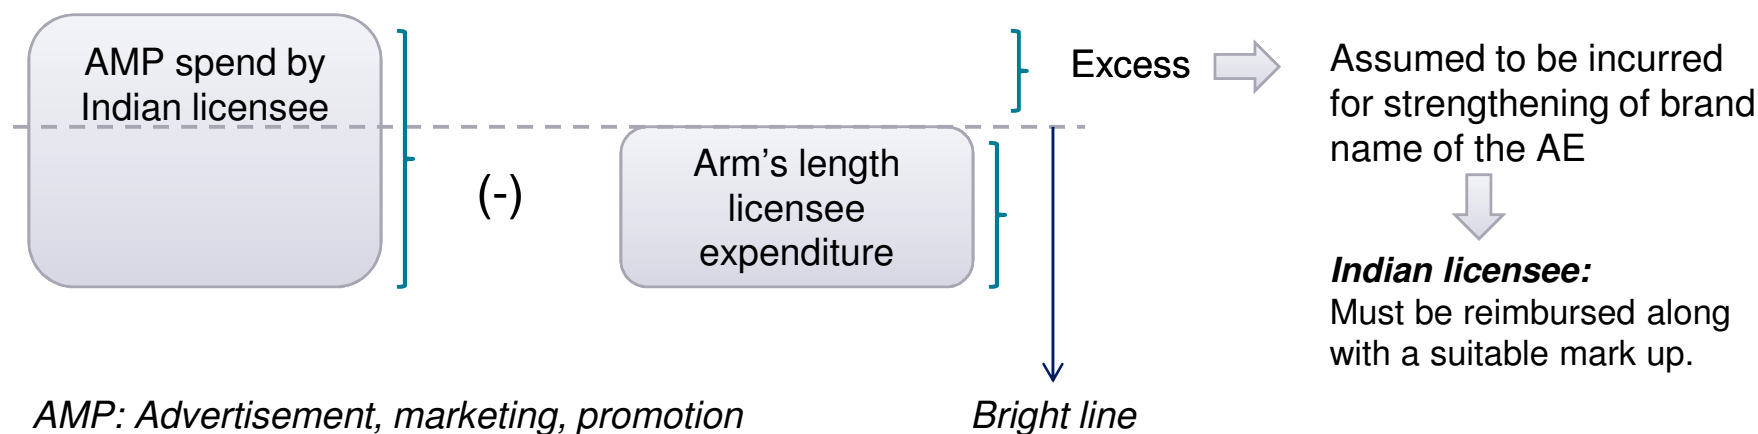 AMP spend by
Indian licensee
(-)
Arm's length
licensee
expenditure
Excess
Assumed to be incurred
for strengthening of brand
name of the AE
Indian licensee:
Must be reimbursed along
with a suitable mark up.
AMP: Advertisement, marketing, promotion
Bright line